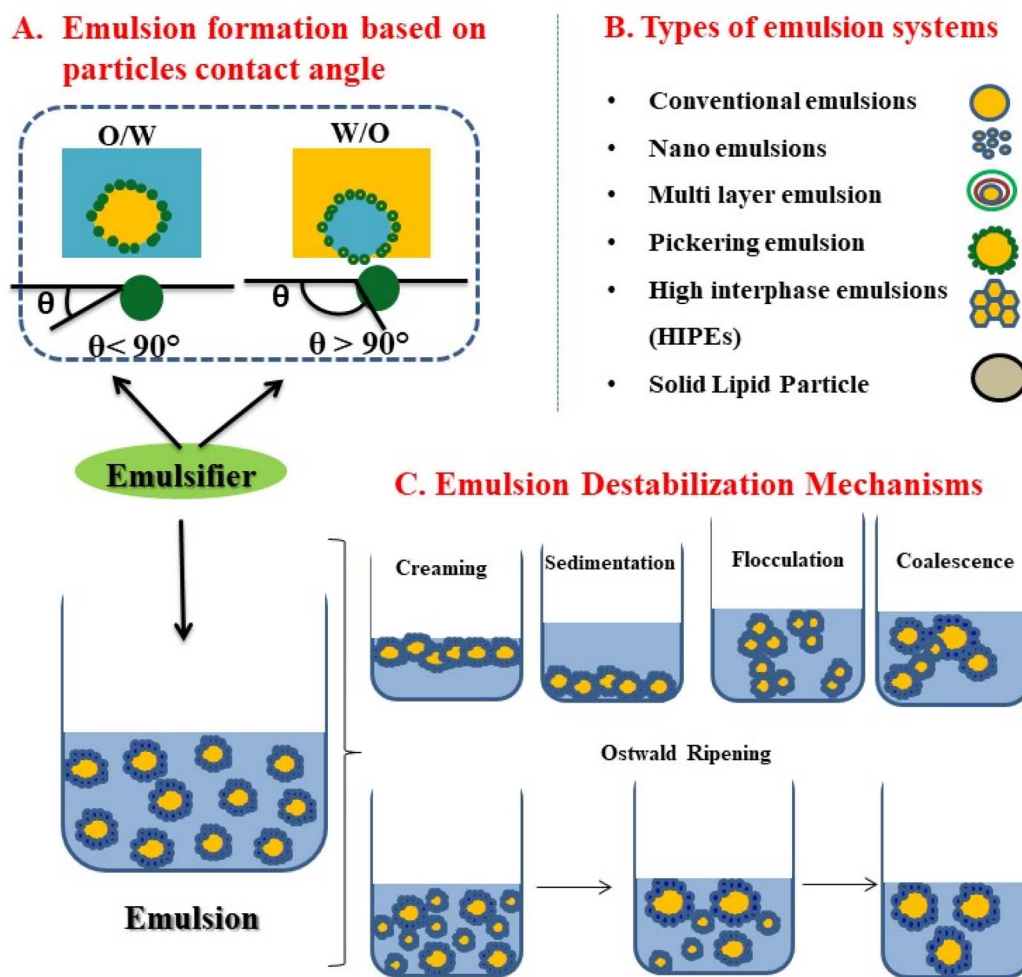 A. Emulsion formation based on
particles contact angle
O/W
W/O
θ
θ
θ< 90°
θ > 90°
Emulsifier
Emulsion
B. Types of emulsion systems
• Conventional emulsions
• Nano emulsions
• Multi layer emulsion
• Pickering emulsion
• High interphase emulsions
(HIPEs)
• Solid Lipid Particle
C. Emulsion Destabilization Mechanisms
Creaming
Sedimentation
Flocculation
Coalescence
Ostwald Ripening